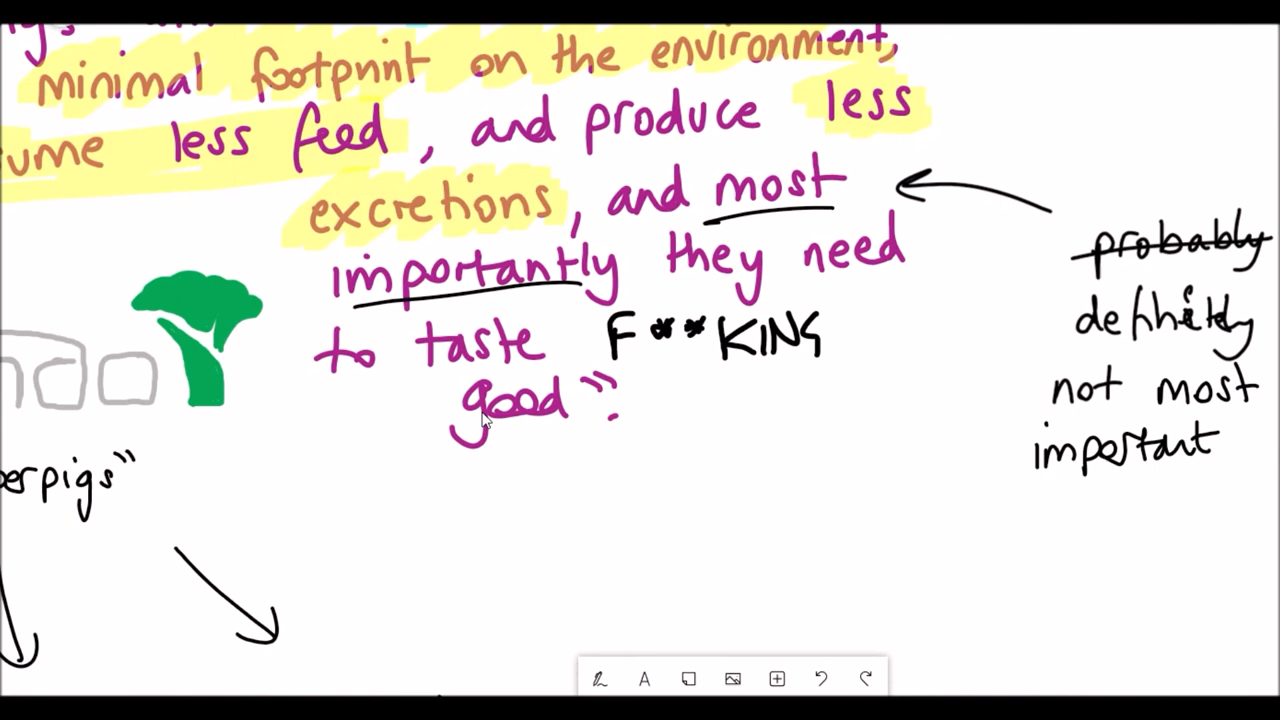 minimal footprint on the environment,
ume less feed, and produce less
excretions, and most
importantly they need
to taste F**KING
good".
probably
definitely
not most
important
erpigs"